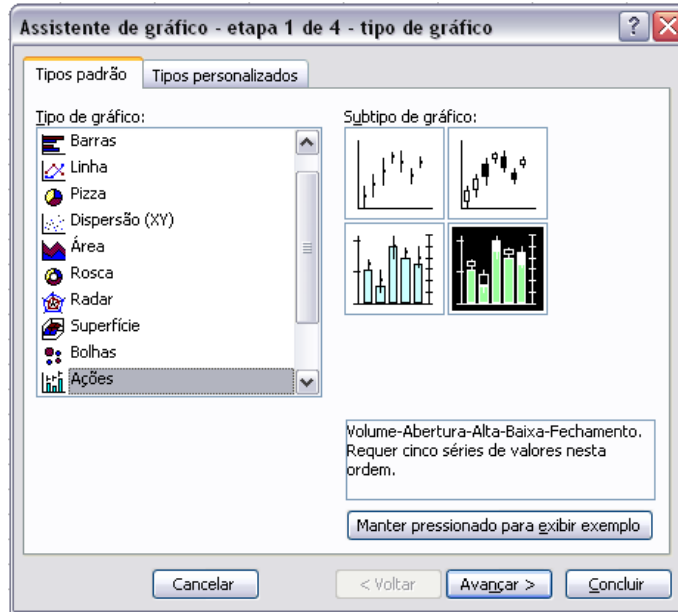 Assistente de gráfico - etapa 1 de 4 - tipo de gráfico
Tipos padrão
Tipos personalizados
Tipo de gráfico:
Barras
Linha
Pizza
Dispersão (XY)
Área
Rosca
Radar
Superfície
Bolhas
Ações
Subtipo de gráfico:
Volume-Abertura-Alta-Baixa-Fechamento.
Requer cinco séries de valores nesta
ordem.
Manter pressionado para exibir exemplo
Cancelar
< Voltar
Avançar >
Concluir